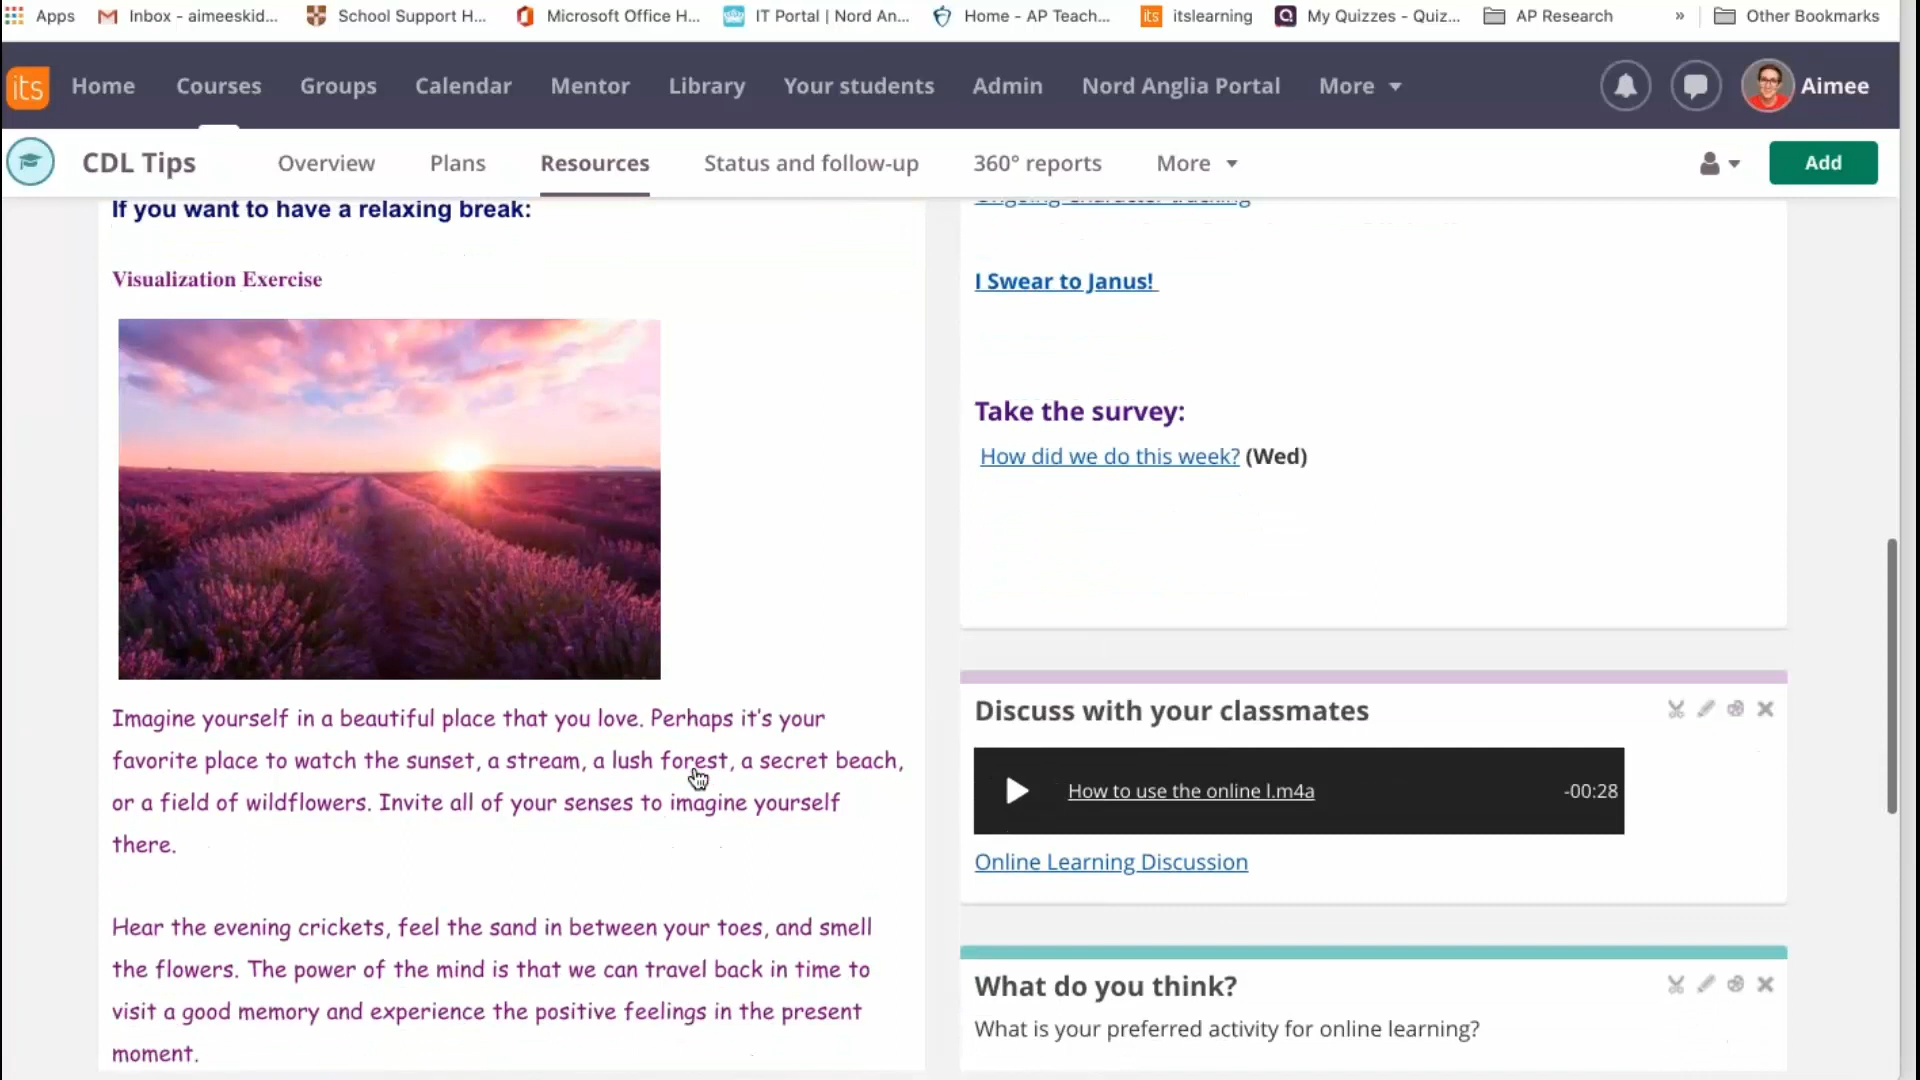 Apps Inbox - aimeeskid... School Support H... Microsoft Office H... IT Portal | Nord An... Home - AP Teach... its itslearning My Quizzes - Quiz... AP Research » Other Bookmarks
its Home Courses Groups Calendar Mentor Library Your students Admin Nord Anglia Portal More Aimee
CDL Tips Overview Plans Resources Status and follow-up 360° reports More Add
If you want to have a relaxing break:
Visualization Exercise
Imagine yourself in a beautiful place that you love. Perhaps it's your
favorite place to watch the sunset, a stream, a lush forest, a secret beach,
or a field of wildflowers. Invite all of your senses to imagine yourself
there.
Hear the evening crickets, feel the sand in between your toes, and smell
the flowers. The power of the mind is that we can travel back in time to
visit a good memory and experience the positive feelings in the present
moment.
Ongoing character tracking
I Swear to Janus!
Take the survey:
How did we do this week? (Wed)
Discuss with your classmates
How to use the online l.m4a -00:28
Online Learning Discussion
What do you think?
What is your preferred activity for online learning?